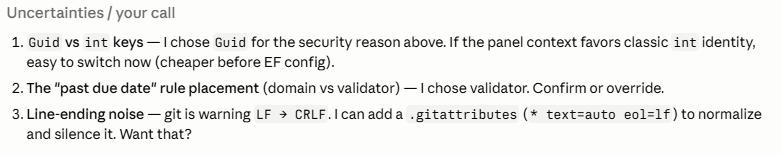 Uncertainties / your call
1. Guid vs int keys — I chose Guid for the security reason above. If the panel context favors classic int identity,
easy to switch now (cheaper before EF config).
2. The "past due date" rule placement (domain vs validator) — I chose validator. Confirm or override.
3. Line-ending noise — git is warning LF → CRLF. I can add a .gitattributes (* text=auto eol=lf) to normalize
and silence it. Want that?